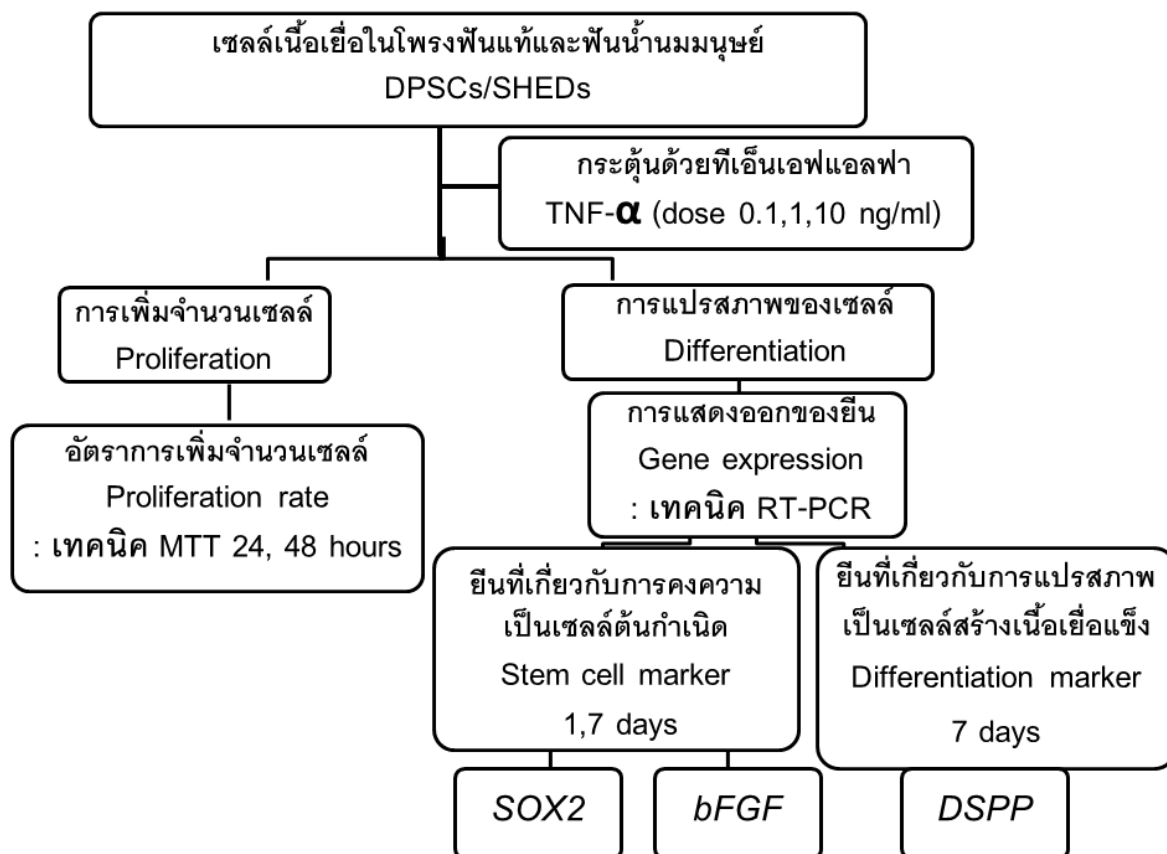 เซลล์เนื้อเยื่อในโพรงฟันแท้และฟันน้ำนมมนุษย์
DPSCs/SHEDs
กระตุ้นด้วยทีเอ็นเอฟแอลฟา
TNF-α (dose 0.1,1,10 ng/ml)
การเพิ่มจำนวนเซลล์
Proliferation
การแปรสภาพของเซลล์
Differentiation
อัตราการเพิ่มจำนวนเซลล์
Proliferation rate
: เทคนิค MTT 24, 48 hours
การแสดงออกของยีน
Gene expression
: เทคนิค RT-PCR
ยีนที่เกี่ยวกับการคงความ
เป็นเซลล์ต้นกำเนิด
Stem cell marker
1,7 days
ยีนที่เกี่ยวกับการแปรสภาพ
เป็นเซลล์สร้างเนื้อเยื่อแข็ง
Differentiation marker
7 days
SOX2
bFGF
DSPP